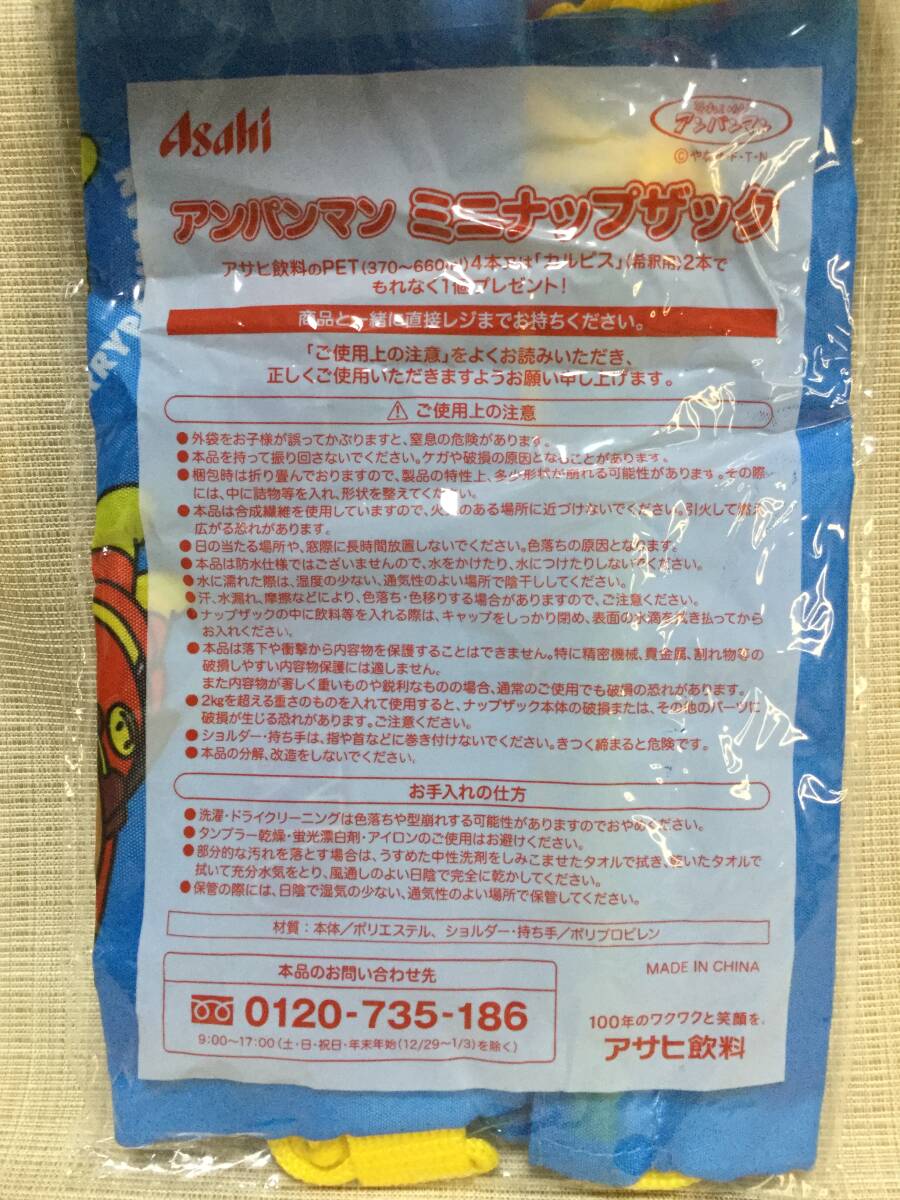 Asahi
それいけ!
アンパンマン
アンパンマン ミニナップザック
アサヒ飲料のPET(370～660ml)4本又は「カルピス」(希釈用)2本で
もれなく1個プレゼント!
商品と一緒に直接レジまでお持ちください。
「ご使用上の注意」をよくお読みいただき、
正しくご使用いただきますようお願い申し上げます。
⚠ ご使用上の注意
●外袋をお子様が誤ってかぶりますと、窒息の危険があります。
●本品を持って振り回さないでください。ケガや破損の原因となることがあります。
●梱包時は折り畳んでおりますので、製品の特性上、多少形状が崩れる可能性があります。その際
には、中に詰物等を入れ、形状を整えてください。
●本品は合成繊維を使用していますので、火気のある場所に近づけないでください。引火して燃え
広がる恐れがあります。
●日の当たる場所や、窓際に長時間放置しないでください。色落ちの原因となります。
●本品は防水仕様ではございませんので、水をかけたり、水につけたりしないでください。
●水に濡れた際は、湿度の少ない、通気性のよい場所で陰干ししてください。
●汗、水漏れ、摩擦などにより、色落ち・色移りする場合がありますので、ご注意ください。
●ナップザックの中に飲料等を入れる際は、キャップをしっかり閉め、表面の水滴を拭き払ってから
お入れください。
●本品は落下や衝撃から内容物を保護することはできません。特に精密機械、貴金属、割れ物等の
破損しやすい内容物保護には適しません。
また内容物が著しく重いものや鋭利なものの場合、通常のご使用でも破損の恐れがあります。
●2kgを超える重さのものを入れて使用すると、ナップザック本体の破損または、その他のパーツに
破損が生じる恐れがあります。ご注意ください。
●ショルダー・持ち手は、指や首などに巻き付けないでください。きつく締まると危険です。
●本品の分解、改造をしないでください。
お手入れの仕方
●洗濯・ドライクリーニングは色落ちや型崩れする可能性がありますのでおやめください。
●タンブラー乾燥・蛍光漂白剤・アイロンのご使用はお避けください。
●部分的な汚れを落とす場合は、うすめた中性洗剤をしみこませたタオルで拭き、乾いたタオルで
拭いて充分水気をとり、風通しのよい日陰で完全に乾かしてください。
●保管の際には、日陰で湿気の少ない、通気性のよい場所で保管してください。
材質：本体/ポリエステル、ショルダー・持ち手/ポリプロピレン
本品のお問い合わせ先
0120-735-186
9:00～17:00(土・日・祝日・年末年始(12/29～1/3)を除く)
MADE IN CHINA
100年のワクワクと笑顔を。
アサヒ飲料